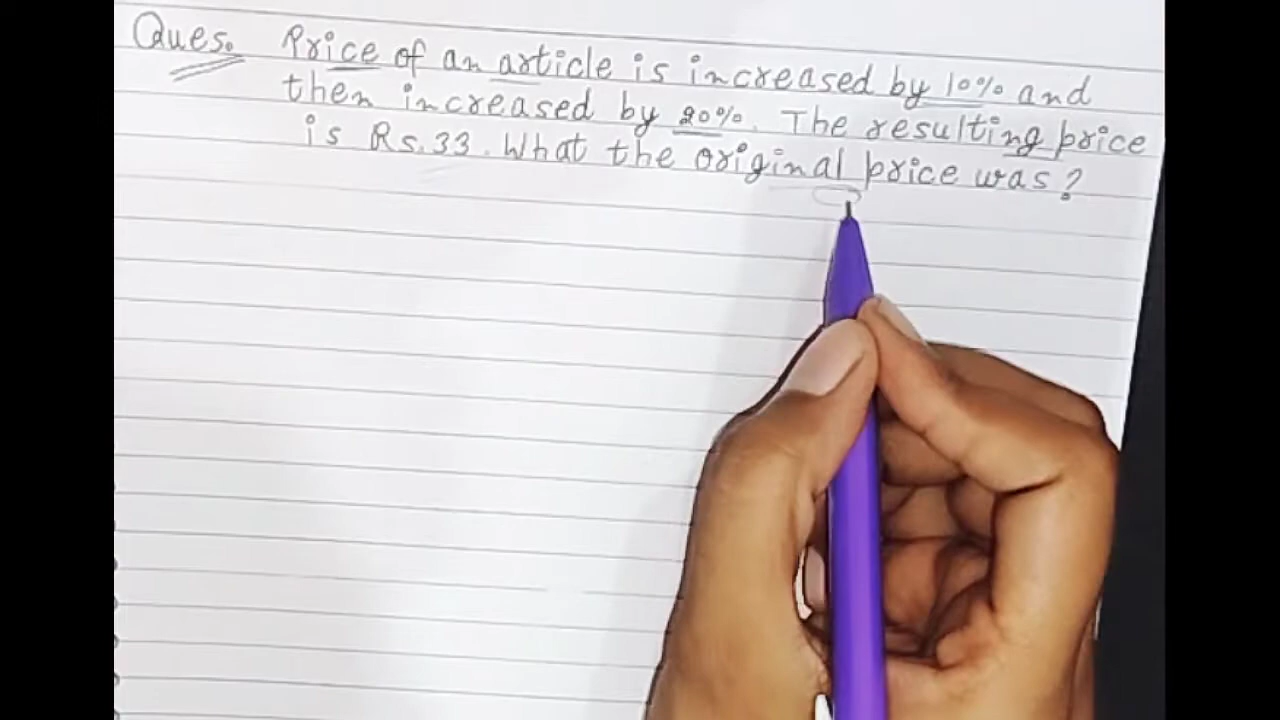 Ques. Price of an article is increased by 10% and
then increased by 20%. The resulting price
is Rs.33. What the original price was?